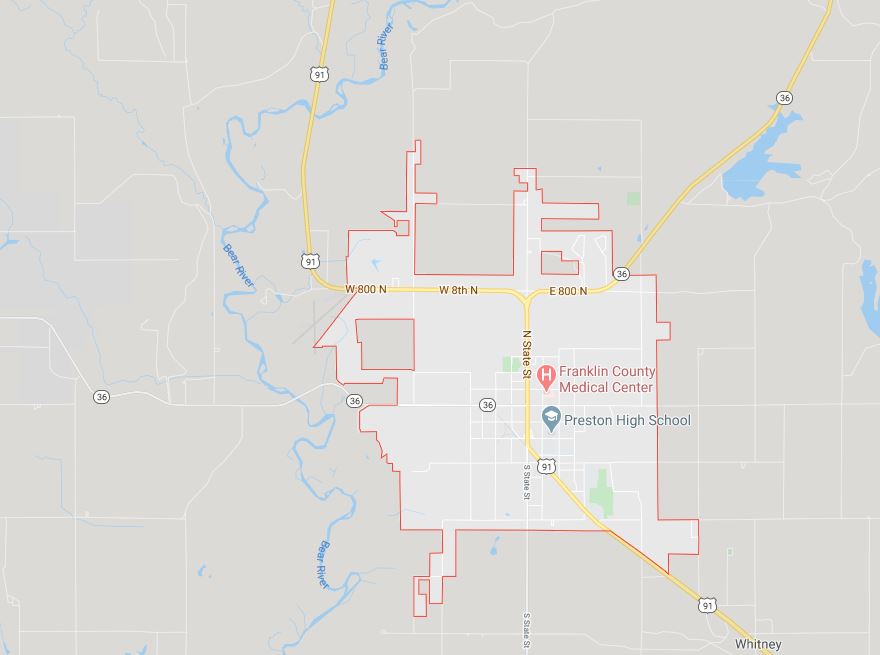 Bear River
91
36
Bear River
91
36
W 800 N
W 8th N
E 800 N
N State St
Franklin County
Medical Center
H
36
36
36
Preston High School
91
S State St
Bear River
91
S State St
Whitney